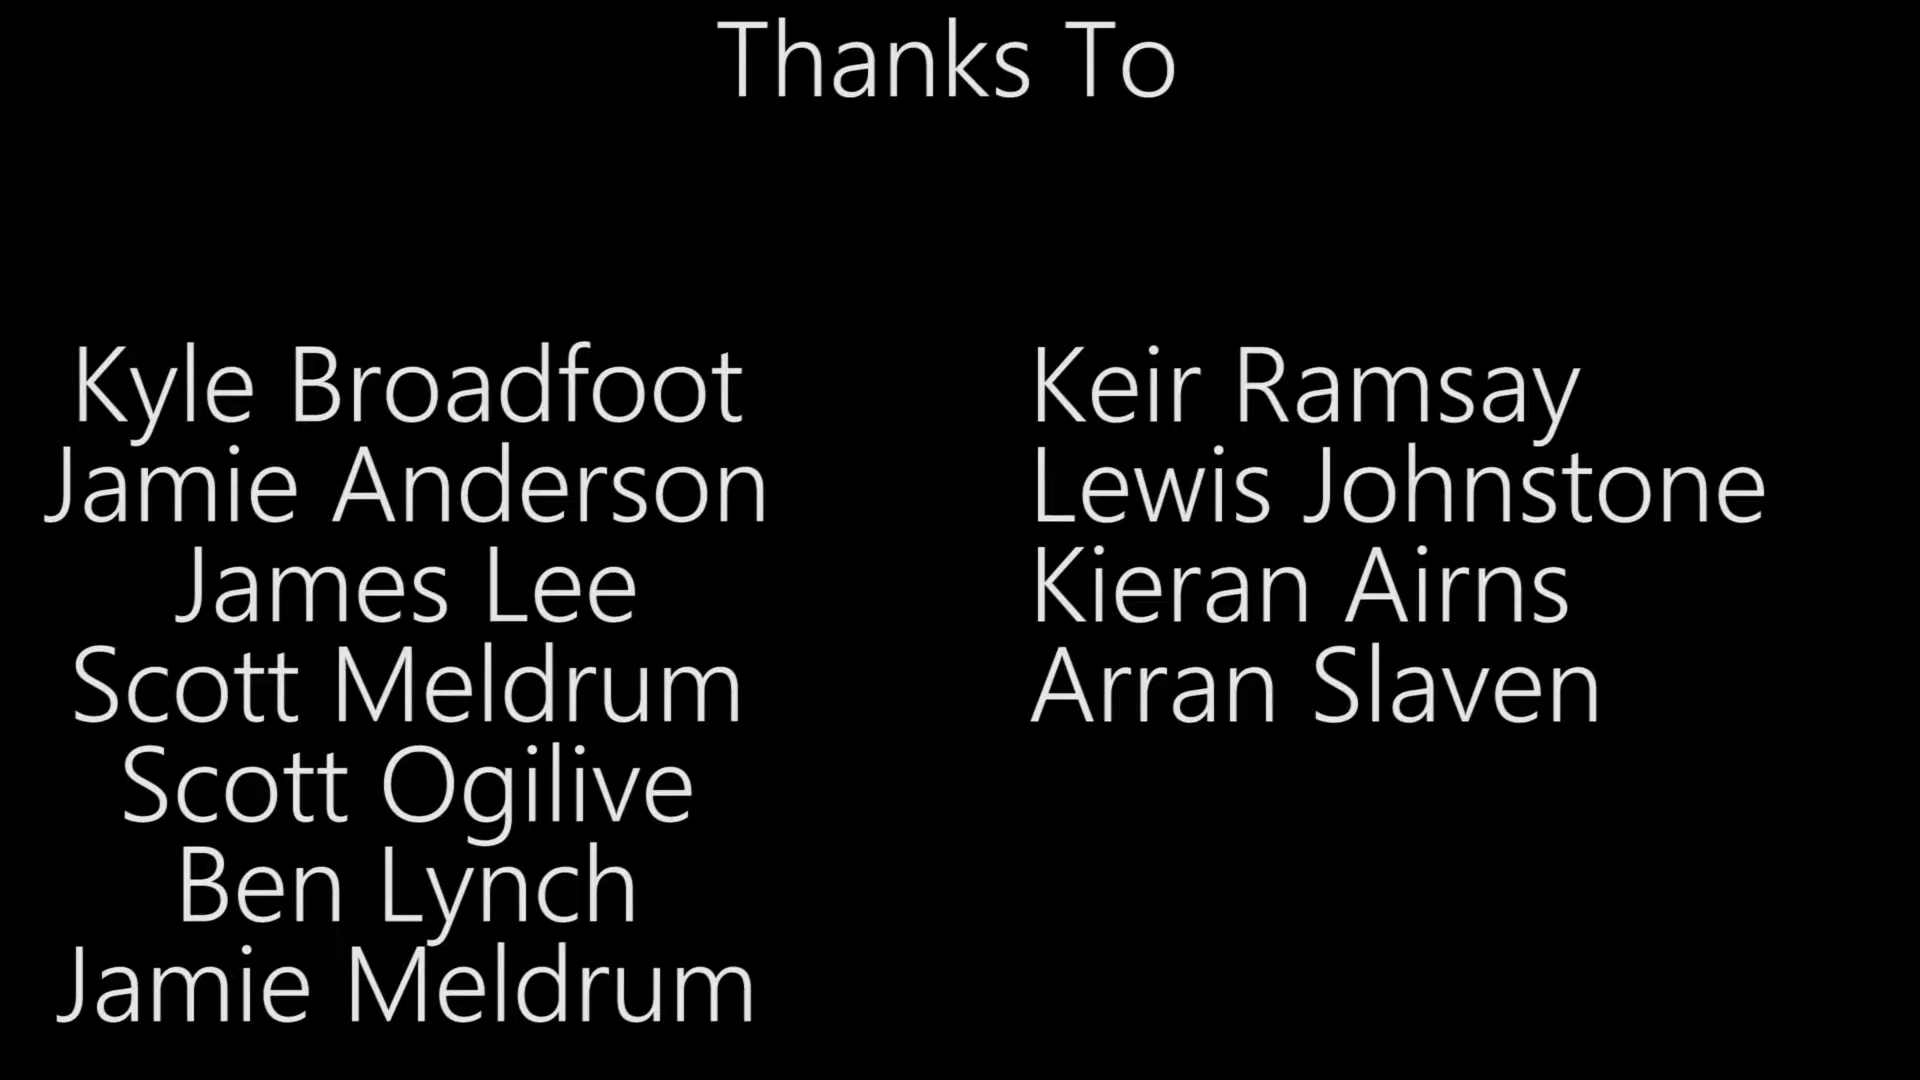 Thanks To
Kyle Broadfoot
Jamie Anderson
James Lee
Scott Meldrum
Scott Ogilive
Ben Lynch
Jamie Meldrum
Keir Ramsay
Lewis Johnstone
Kieran Airns
Arran Slaven